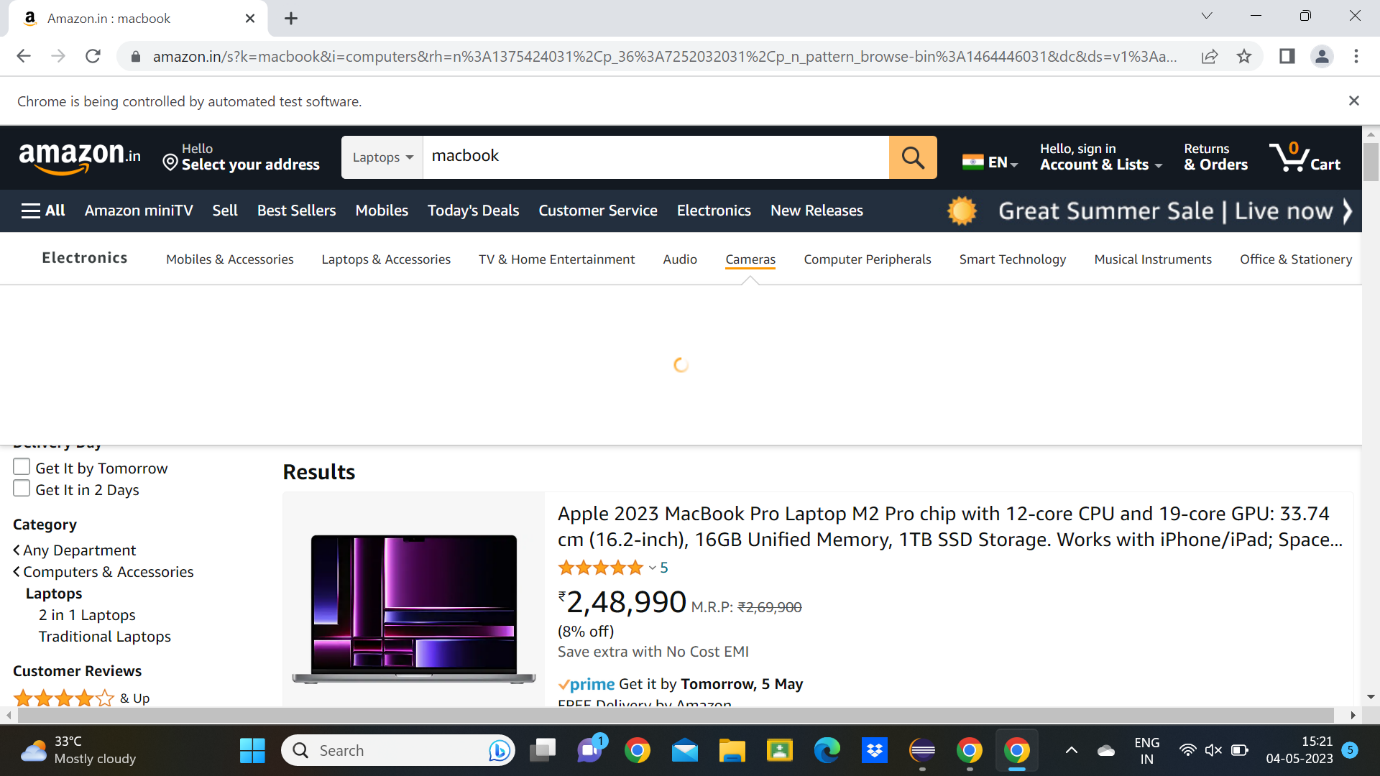 Amazon.in : macbook
amazon.in/s?k=macbook&i=computers&rh=n%3A1375424031%2Cp_36%3A7252032031%2Cp_n_pattern_browse-bin%3A1464446031&dc&ds=v1%3Aa...
Chrome is being controlled by automated test software.
amazon.in
Hello
Select your address
Laptops
macbook
EN
Hello, sign in
Account & Lists
Returns
& Orders
0
Cart
All Amazon miniTV Sell Best Sellers Mobiles Today's Deals Customer Service Electronics New Releases
Great Summer Sale | Live now
Electronics Mobiles & Accessories Laptops & Accessories TV & Home Entertainment Audio Cameras Computer Peripherals Smart Technology Musical Instruments Office & Stationery
Delivery Day
Get It by Tomorrow
Get It in 2 Days
Category
Any Department
Computers & Accessories
Laptops
2 in 1 Laptops
Traditional Laptops
Customer Reviews
& Up
Results
Apple 2023 MacBook Pro Laptop M2 Pro chip with 12-core CPU and 19-core GPU: 33.74
cm (16.2-inch), 16GB Unified Memory, 1TB SSD Storage. Works with iPhone/iPad; Space...
5
₹2,48,990 M.R.P: ₹2,69,900
(8% off)
Save extra with No Cost EMI
prime Get it by Tomorrow, 5 May
FREE Delivery by Amazon
33°C
Mostly cloudy
Search
1
ENG
IN
15:21
04-05-2023
5